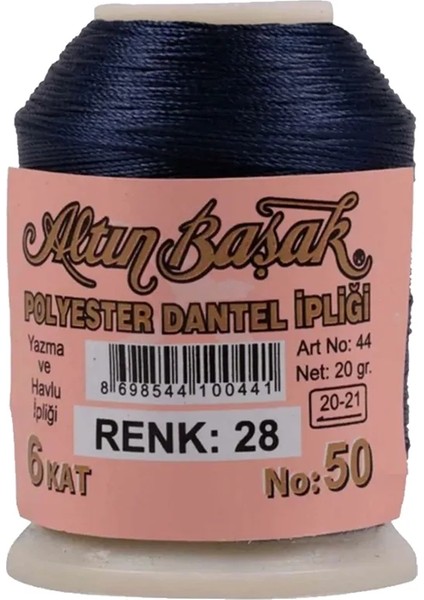 Altın Başak®
POLYESTER DANTEL İPLİĞİ
Yazma
ve
Havlu
İpliği
8 698544 100441
Art No: 44
Net: 20 gr.
20-21
RENK: 28
6 KAT
No: 50